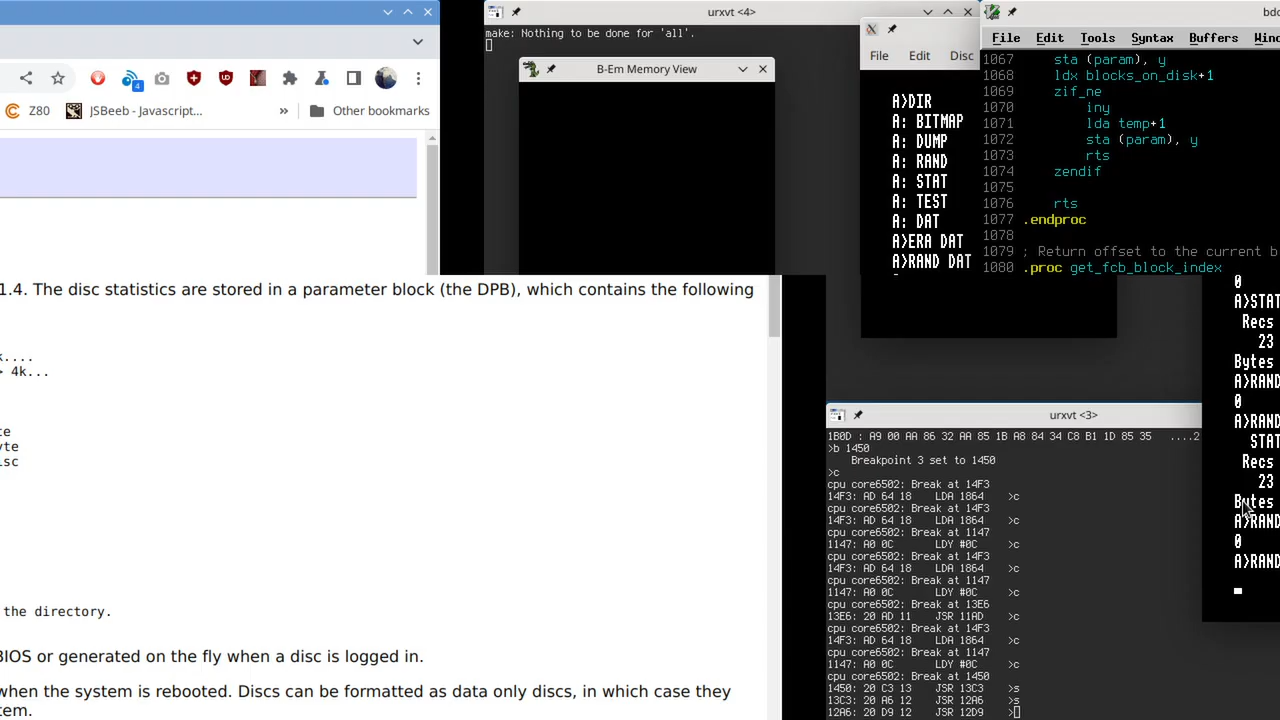 urxvt <4>
make: Nothing to be done for 'all'.
B-Em Memory View
Z80
JSBeeb - Javascript...
»
Other bookmarks
4
File Edit Disc
A>DIR
A: BITMAP
A: DUMP
A: RAND
A: STAT
A: TEST
A: DAT
A>ERA DAT
A>RAND DAT
bdo
File Edit Tools Syntax Buffers Wind
1067 sta (param), y
1068 ldx blocks_on_disk+1
1069 zif_ne
1070 iny
1071 lda temp+1
1072 sta (param), y
1073 rts
1074 zendif
1075
1076 rts
1077 .endproc
1078
1079 ; Return offset to the current b
1080 .proc get_fcb_block_index
1.4. The disc statistics are stored in a parameter block (the DPB), which contains the following
k....
> 4k...
te
yte
isc
the directory.
BIOS or generated on the fly when a disc is logged in.
when the system is rebooted. Discs can be formatted as data only discs, in which case they
tem.
urxvt <3>
1B0D : A9 00 AA 86 32 AA 85 1B A8 84 34 C8 B1 1D 85 35 ....2
>b 1450
Breakpoint 3 set to 1450
>c
cpu core6502: Break at 14F3
14F3: AD 64 18 LDA 1864 >c
cpu core6502: Break at 14F3
14F3: AD 64 18 LDA 1864 >c
cpu core6502: Break at 1147
1147: A0 0C LDY #0C >c
cpu core6502: Break at 14F3
14F3: AD 64 18 LDA 1864 >c
cpu core6502: Break at 1147
1147: A0 0C LDY #0C >c
cpu core6502: Break at 13E6
13E6: 20 AD 11 JSR 11AD >c
cpu core6502: Break at 14F3
14F3: AD 64 18 LDA 1864 >c
cpu core6502: Break at 1147
1147: A0 0C LDY #0C >c
cpu core6502: Break at 1450
1450: 20 C3 13 JSR 13C3 >s
13C3: 20 A6 12 JSR 12A6 >s
12A6: 20 D9 12 JSR 12D9 >
0
A>STAT
Recs
23
Bytes
A>RAND
0
A>RAND
STAT
Recs
23
Bytes
A>RAND
0
A>RAND